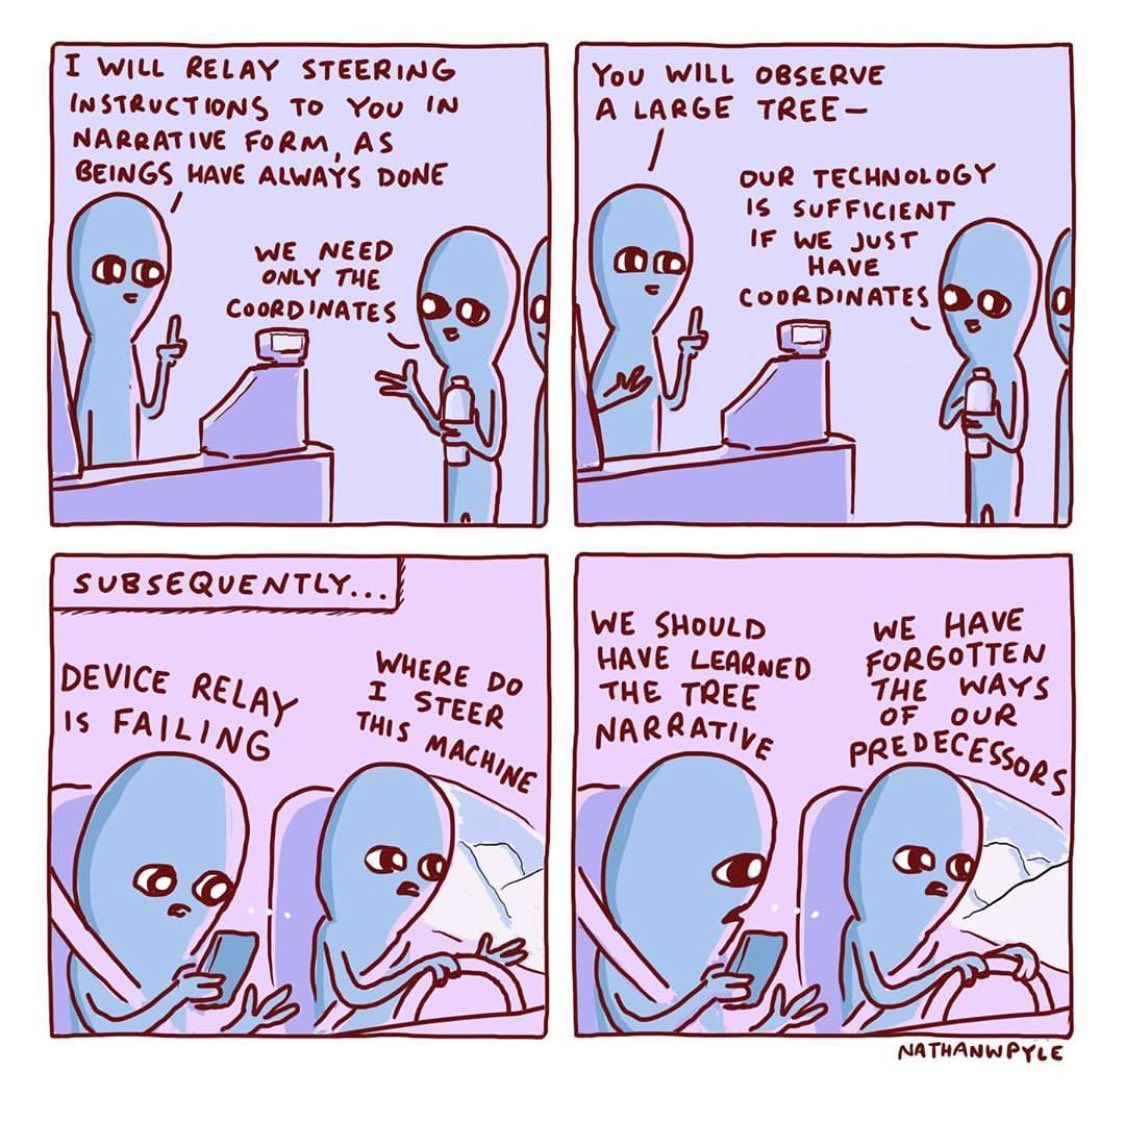 I WILL RELAY STEERING
INSTRUCTIONS TO YOU IN
NARRATIVE FORM, AS
BEINGS HAVE ALWAYS DONE
WE NEED
ONLY THE
COORDINATES
YOU WILL OBSERVE
A LARGE TREE—
OUR TECHNOLOGY
IS SUFFICIENT
IF WE JUST
HAVE
COORDINATES
SUBSEQUENTLY...
DEVICE RELAY
IS FAILING
WHERE DO
I STEER
THIS MACHINE
WE SHOULD
HAVE LEARNED
THE TREE
NARRATIVE
WE HAVE
FORGOTTEN
THE WAYS
OF OUR
PREDECESSORS
NATHANWPYLE